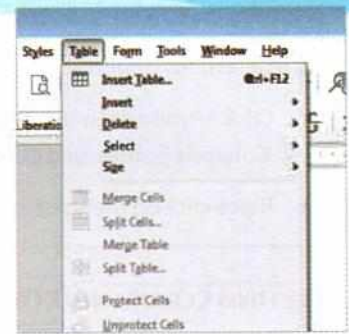 Styles Table Form Tools Window Help
Insert Table... Ctrl+F12
Insert
Delete
Select
Size
Liberation
Merge Cells
Split Cells...
Merge Table
Split Table...
Protect Cells
Unprotect Cells